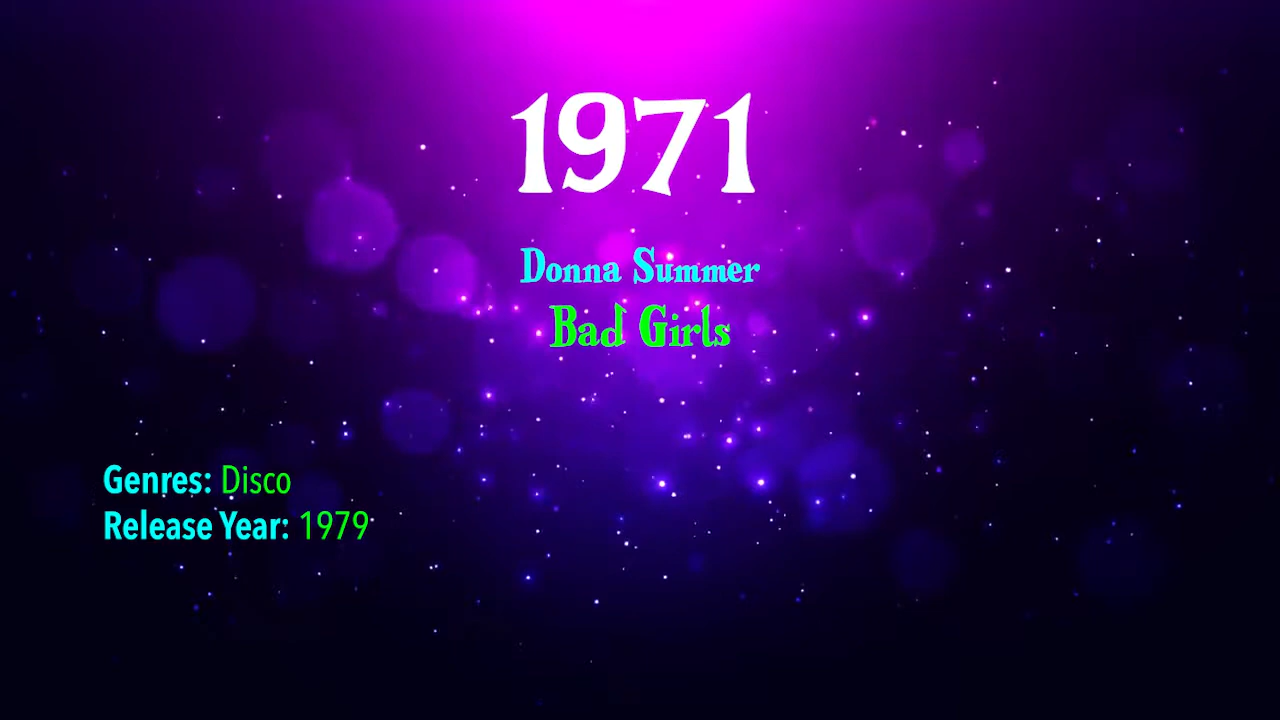 1971
Donna Summer
Bad Girls
Genres: Disco
Release Year: 1979